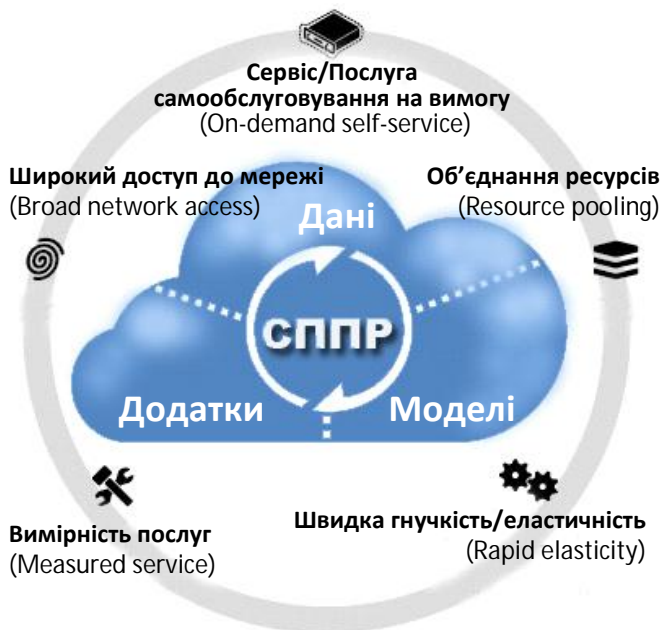 Сервіс/Послуга
самообслуговування на вимогу
(On-demand self-service)
Широкий доступ до мережі
(Broad network access)
Об’єднання ресурсів
(Resource pooling)
Дані
СППР
Додатки
Моделі
Вимірність послуг
(Measured service)
Швидка гнучкість/еластичність
(Rapid elasticity)